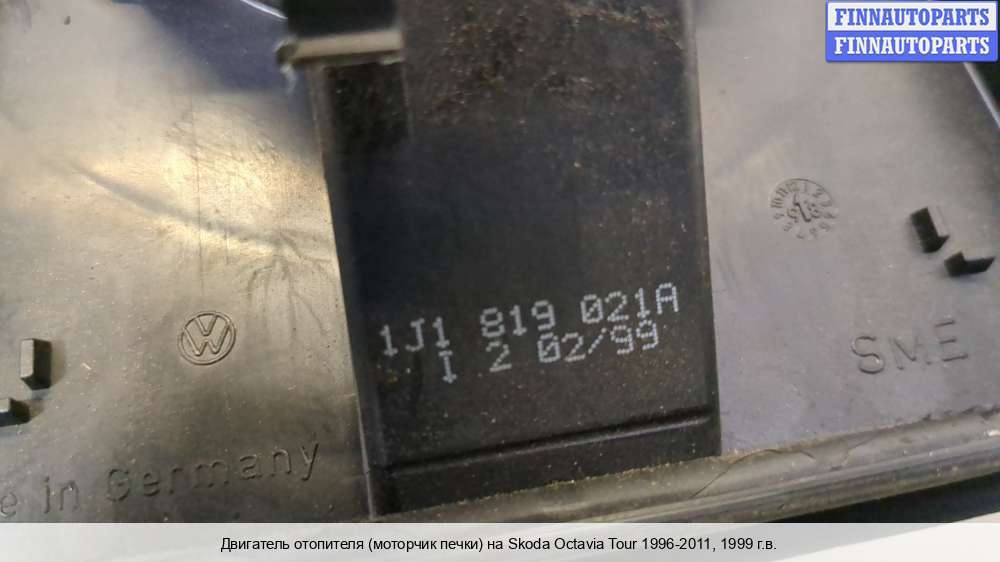 FINNAUTOPARTS
FINNAUTOPARTS
1J1 819 021A
I 2 02/99
SME
in Germany
Двигатель отопителя (моторчик печки) на Skoda Octavia Tour 1996-2011, 1999 г.в.